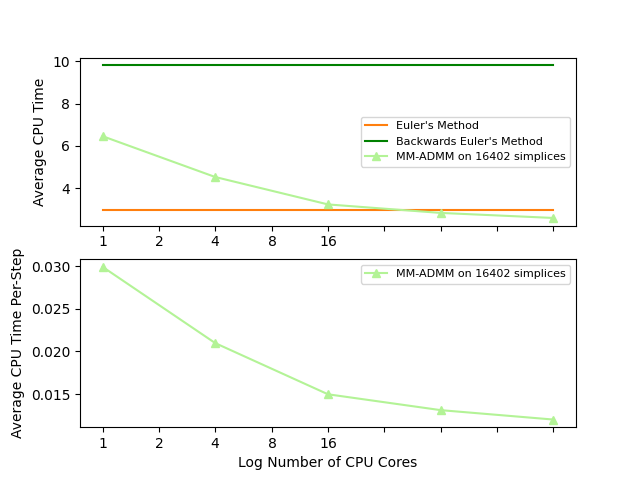 10
8
6
4
Average CPU Time
Euler's Method
Backwards Euler's Method
MM-ADMM on 16402 simplices
1 2 4 8 16
0.030
0.025
0.020
0.015
Average CPU Time Per-Step
MM-ADMM on 16402 simplices
1 2 4 8 16
Log Number of CPU Cores